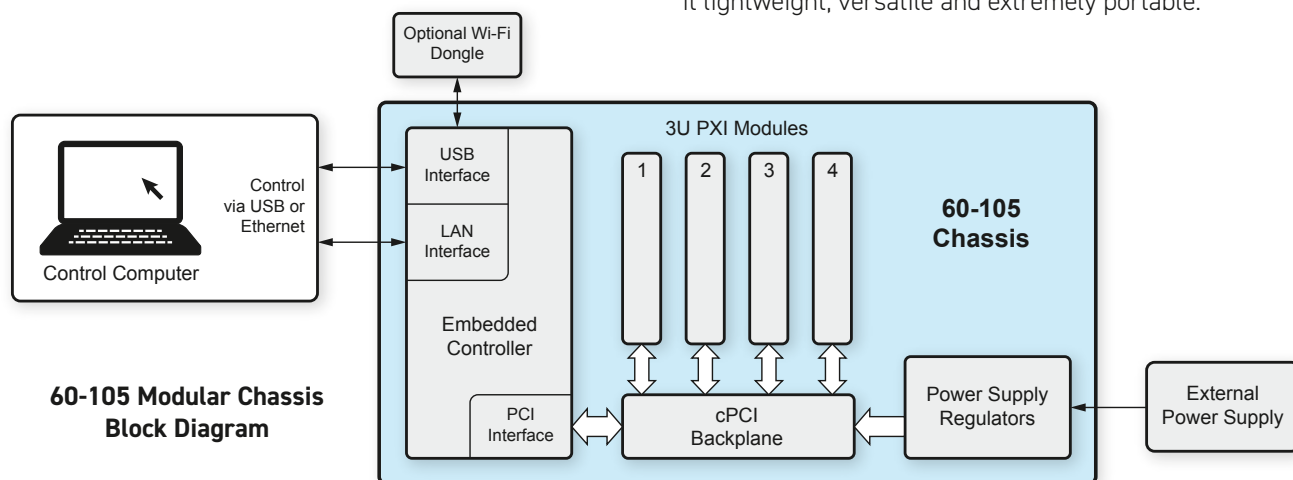 it lightweight, versatile and extremely portable.
Optional Wi-Fi
Dongle
3U PXI Modules
USB
Interface
1
2
3
4
Control
via USB or
Ethernet
60-105
Chassis
LAN
Interface
Control Computer
Embedded
Controller
60-105 Modular Chassis
Block Diagram
PCI
Interface
cPCI
Backplane
Power Supply
Regulators
External
Power Supply